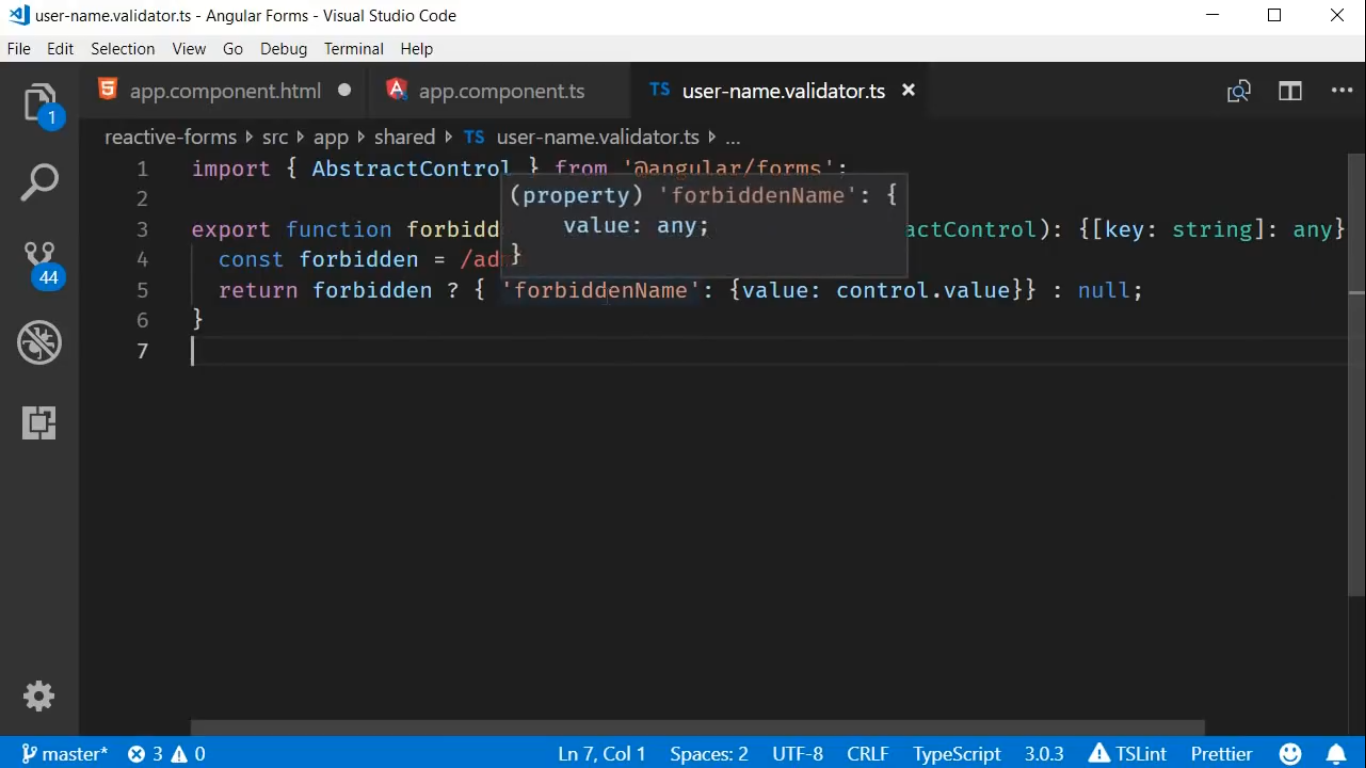 user-name.validator.ts - Angular Forms - Visual Studio Code
File Edit Selection View Go Debug Terminal Help
app.component.html app.component.ts TS user-name.validator.ts
reactive-forms src app shared TS user-name.validator.ts ...
1 import { AbstractControl } from '@angular/forms';
2
(property) 'forbiddenName': {
value: any;
}
3 export function forbidd actControl): {[key: string]: any}
4 const forbidden = /ad
5 return forbidden ? { 'forbiddenName': {value: control.value}} : null;
6 }
7
1
44
master* 3 0 Ln 7, Col 1 Spaces: 2 UTF-8 CRLF TypeScript 3.0.3 TSLint Prettier